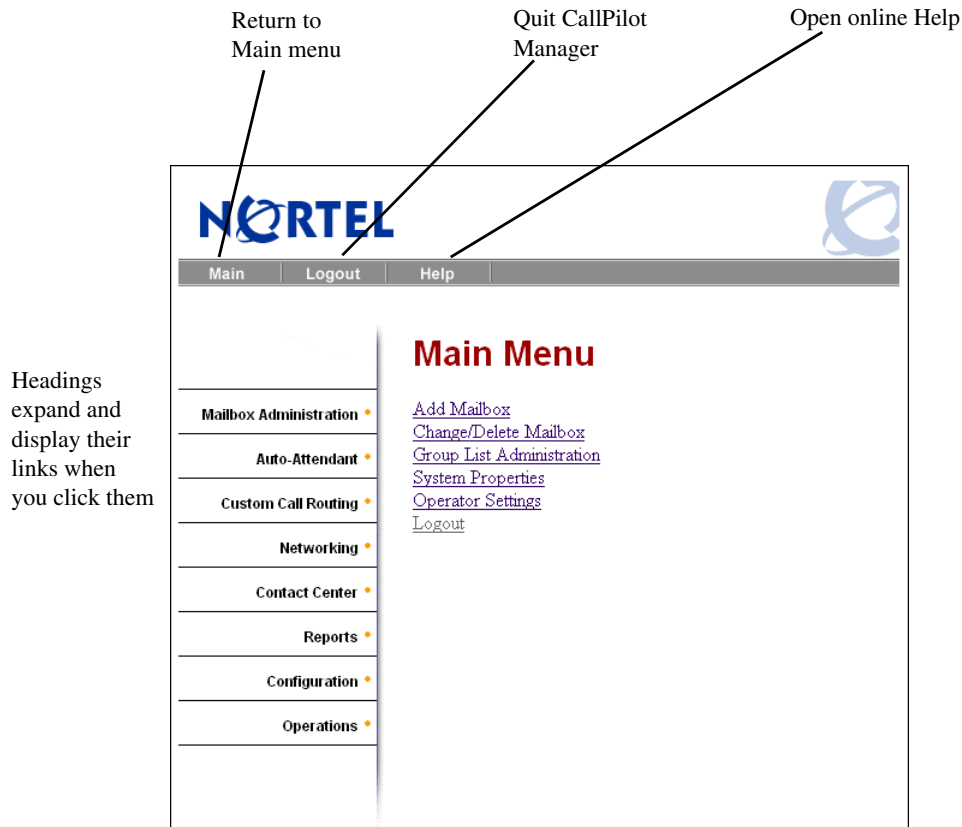 Return to
Main menu
Quit CallPilot
Manager
Open online Help
NORTEL
Main Logout Help
Headings
expand and
display their
links when
you click them
Mailbox Administration
Auto-Attendant
Custom Call Routing
Networking
Contact Center
Reports
Configuration
Operations
Main Menu
Add Mailbox
Change/Delete Mailbox
Group List Administration
System Properties
Operator Settings
Logout